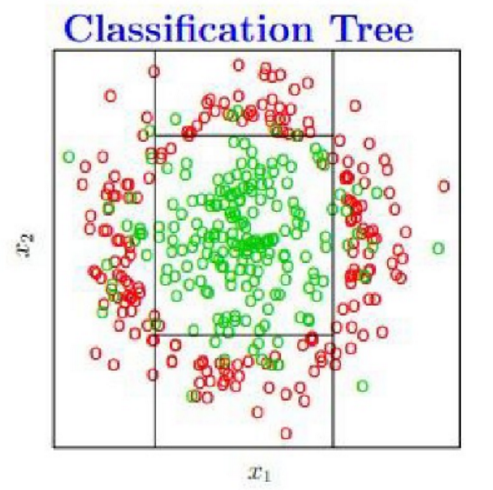 Classification Tree
x₂
x₁